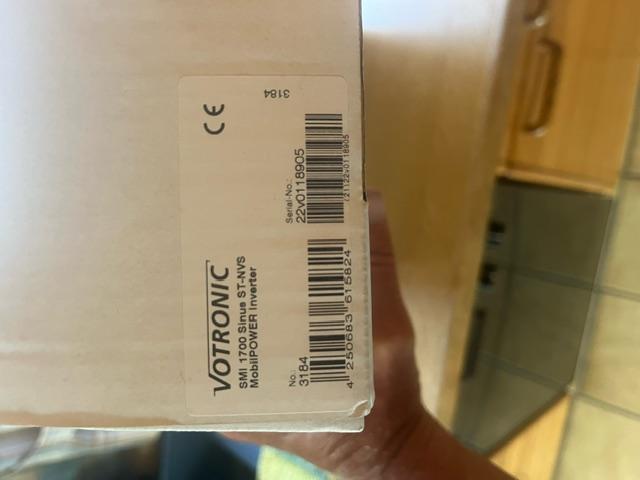 VOTRONIC
SMI 1700 Sinus ST-NVS
MobilPOWER Inverter
No.:
3184
4 250683 615824
Serial-No.:
22v0118905
(21)22v0118905
CE
3184